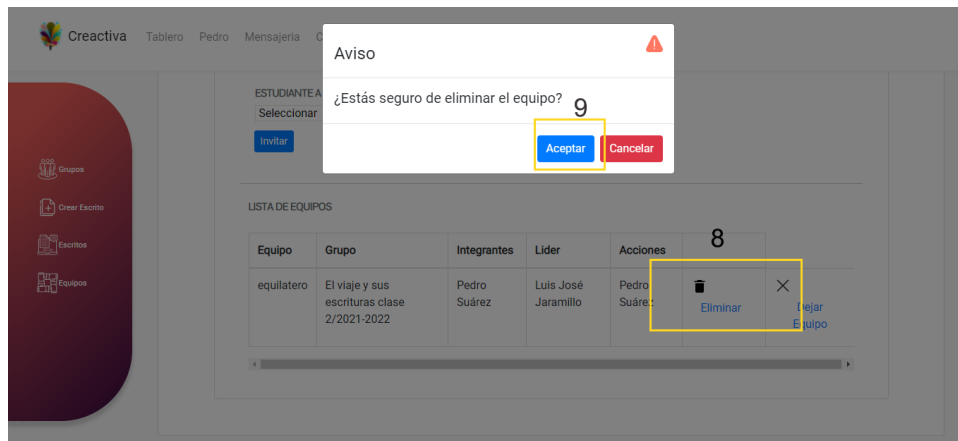 Creactiva Tablero Pedro Mensajeria C
Aviso
¿Estás seguro de eliminar el equipo?
9
Aceptar Cancelar
ESTUDIANTE A
Seleccionar
Invitar
Grupos
Crear Escrito
Escritos
Equipos
LISTA DE EQUIPOS
8
Equipo Grupo Integrantes Lider Acciones
equilatero El viaje y sus Pedro Luis José Pedro
escrituras clase Suárez Jaramillo Suárez Eliminar Dejar
2/2021-2022 Equipo